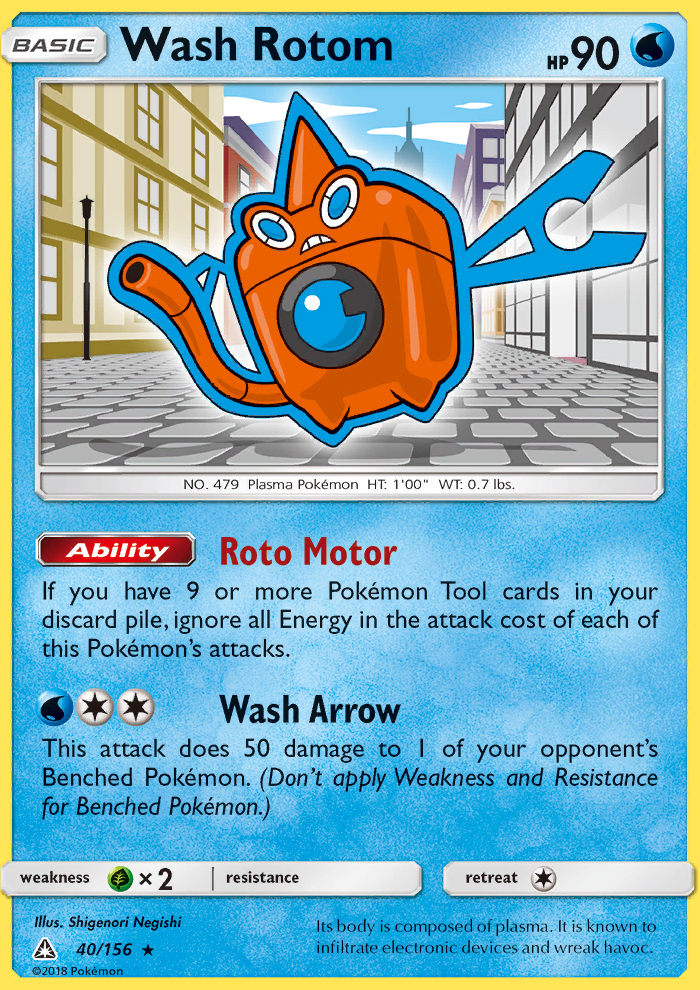 BASIC
Wash Rotom
HP 90
NO. 479 Plasma Pokémon HT: 1'00" WT: 0.7 lbs.
Ability Roto Motor
If you have 9 or more Pokémon Tool cards in your
discard pile, ignore all Energy in the attack cost of each of
this Pokémon's attacks.
Wash Arrow
This attack does 50 damage to 1 of your opponent's
Benched Pokémon. (Don't apply Weakness and Resistance
for Benched Pokémon.)
weakness ×2 resistance retreat
Illus. Shigenori Negishi
40/156 ★
©2018 Pokémon
Its body is composed of plasma. It is known to
infiltrate electronic devices and wreak havoc.